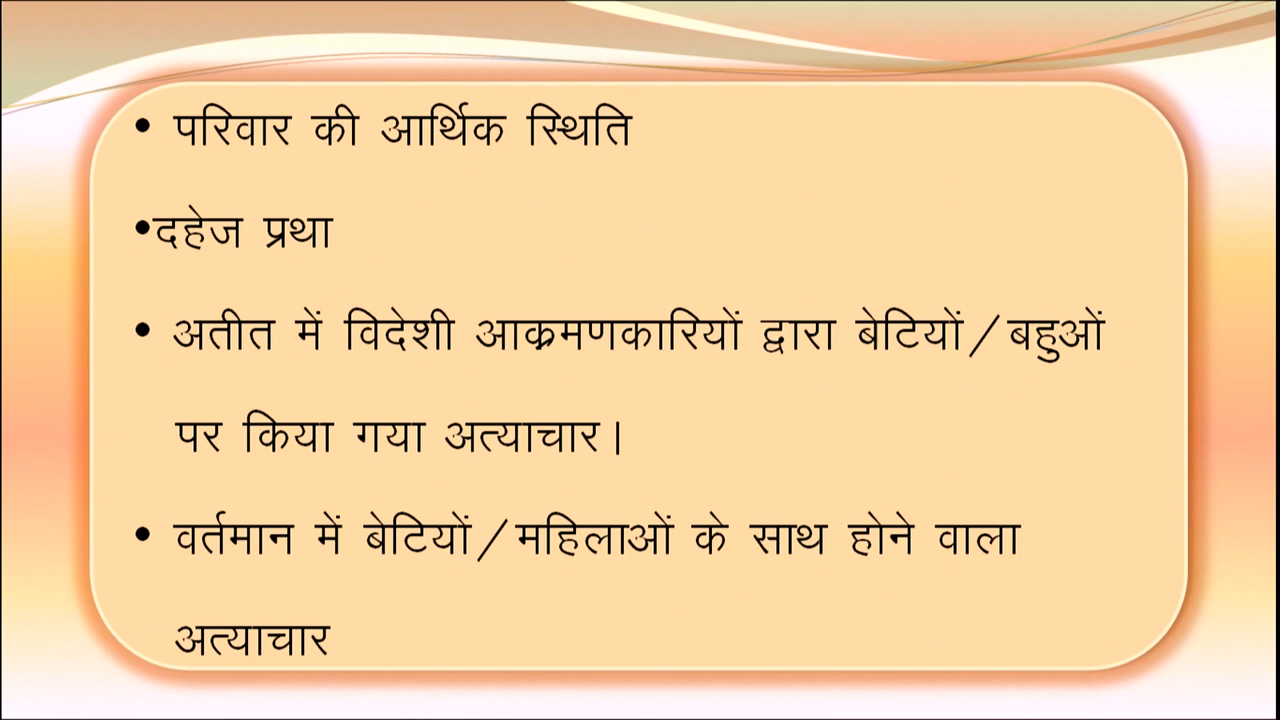 • परिवार की आर्थिक स्थिति
•दहेज प्रथा
• अतीत में विदेशी आक्रमणकारियों द्वारा बेटियों/बहुओं
पर किया गया अत्याचार।
• वर्तमान में बेटियों/महिलाओं के साथ होने वाला
अत्याचार